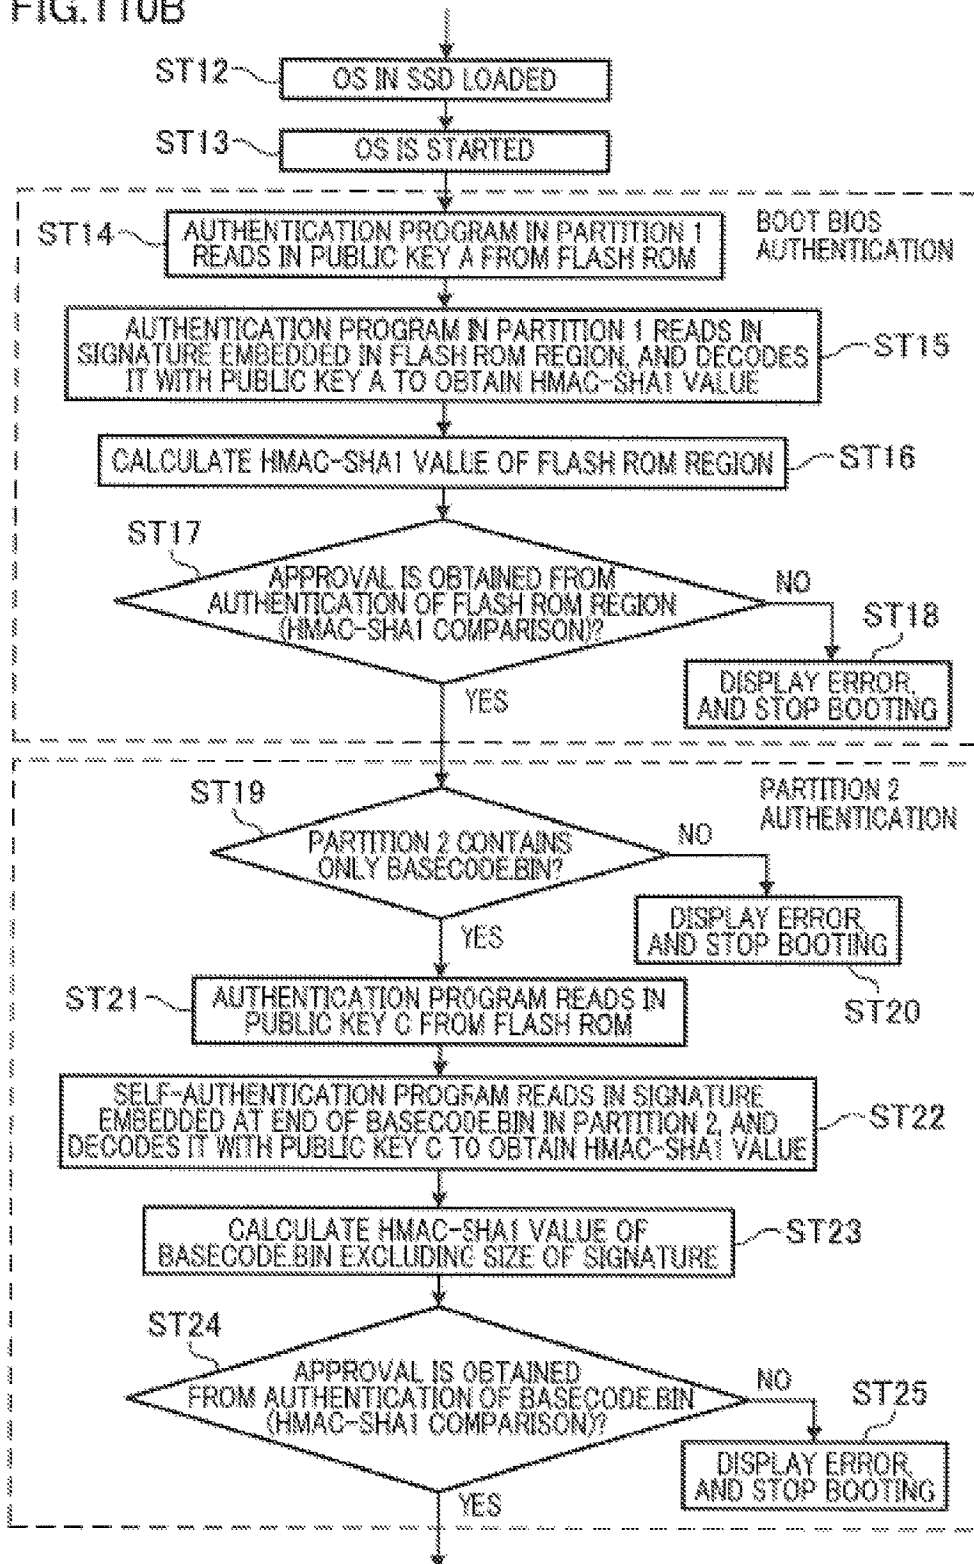 FIG.110B
ST12
OS IN SSD LOADED
ST13
OS IS STARTED
BOOT BIOS
AUTHENTICATION
ST14
AUTHENTICATION PROGRAM IN PARTITION 1
READS IN PUBLIC KEY A FROM FLASH ROM
AUTHENTICATION PROGRAM IN PARTITION 1 READS IN
SIGNATURE EMBEDDED IN FLASH ROM REGION, AND DECODES
IT WITH PUBLIC KEY A TO OBTAIN HMAC-SHA1 VALUE
ST15
CALCULATE HMAC-SHA1 VALUE OF FLASH ROM REGION
ST16
ST17
APPROVAL IS OBTAINED FROM
AUTHENTICATION OF FLASH ROM REGION
(HMAC-SHA1 COMPARISON)?
NO
ST18
DISPLAY ERROR,
AND STOP BOOTING
YES
PARTITION 2
AUTHENTICATION
ST19
PARTITION 2 CONTAINS
ONLY BASECODE.BIN?
NO
DISPLAY ERROR,
AND STOP BOOTING
ST20
YES
ST21
AUTHENTICATION PROGRAM READS IN
PUBLIC KEY C FROM FLASH ROM
SELF-AUTHENTICATION PROGRAM READS IN SIGNATURE
EMBEDDED AT END OF BASECODE.BIN IN PARTITION 2, AND
DECODES IT WITH PUBLIC KEY C TO OBTAIN HMAC-SHA1 VALUE
ST22
CALCULATE HMAC-SHA1 VALUE OF
BASECODE.BIN EXCLUDING SIZE OF SIGNATURE
ST23
ST24
APPROVAL IS OBTAINED
FROM AUTHENTICATION OF BASECODE.BIN
(HMAC-SHA1 COMPARISON)?
NO
ST25
DISPLAY ERROR,
AND STOP BOOTING
YES